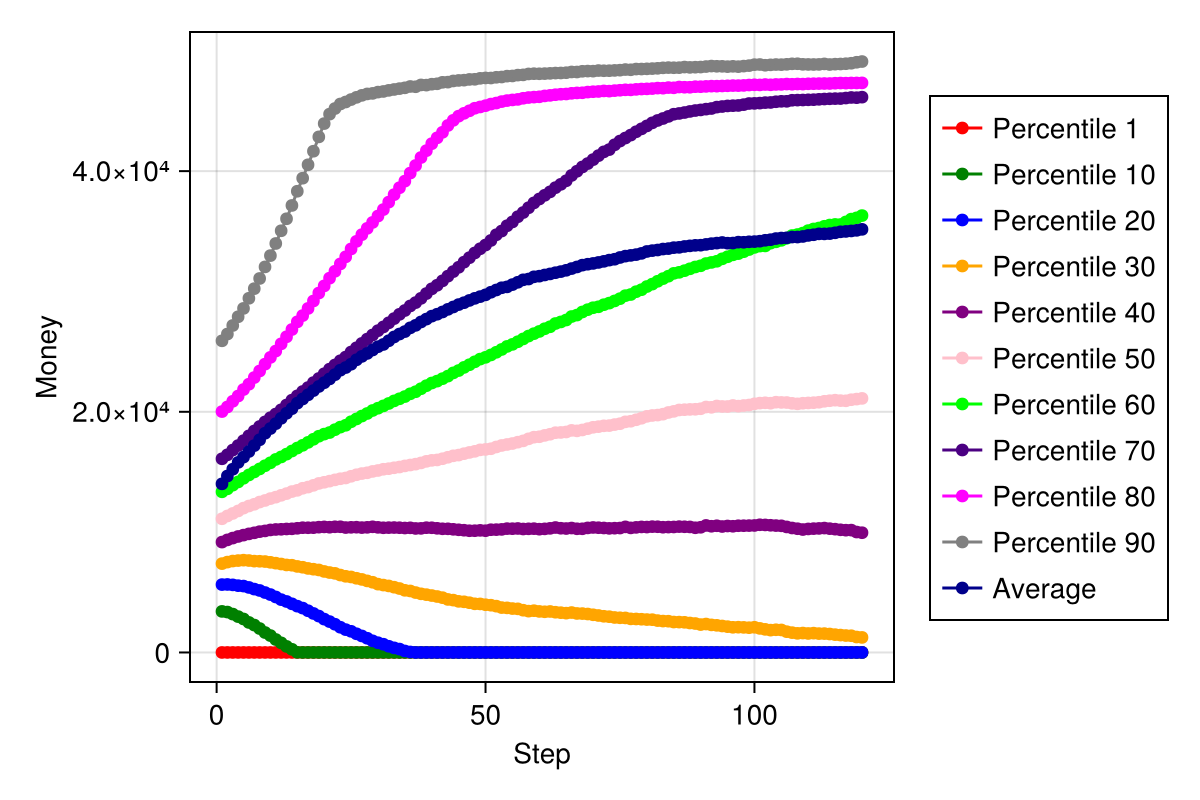 4.0×10⁴
2.0×10⁴
0
Money
0 50 100
Step
Percentile 1
Percentile 10
Percentile 20
Percentile 30
Percentile 40
Percentile 50
Percentile 60
Percentile 70
Percentile 80
Percentile 90
Average